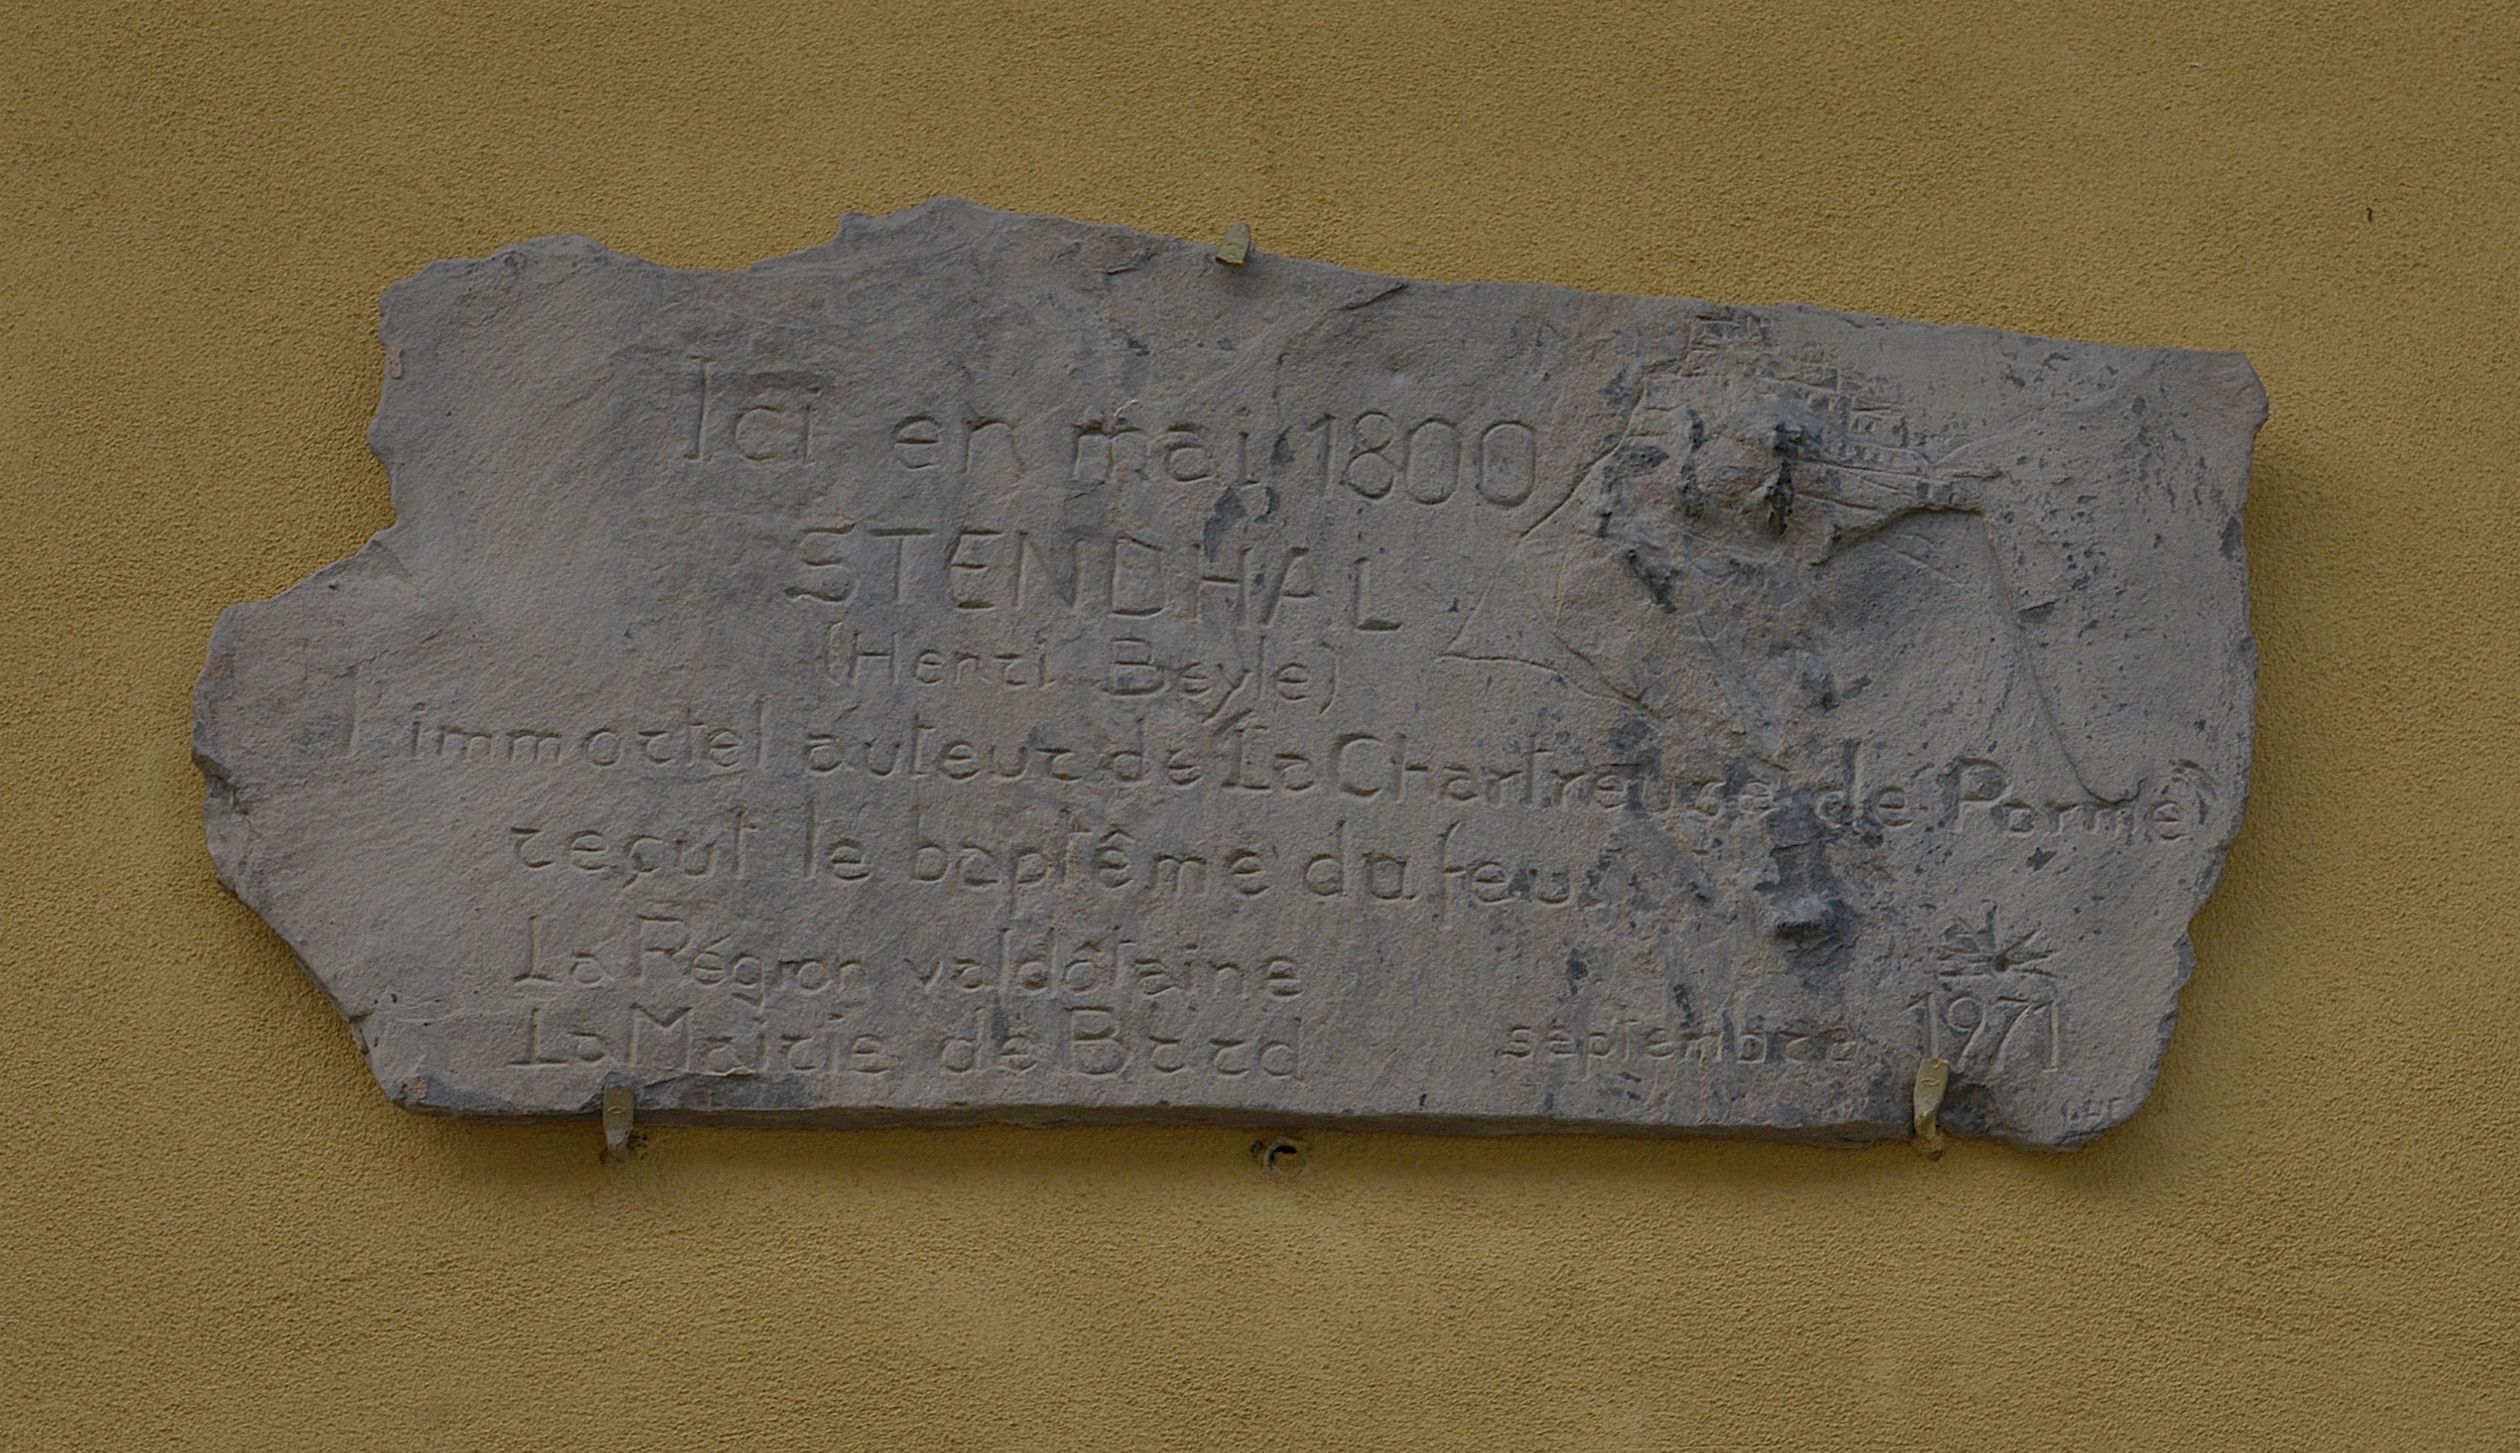 Ici en mai 1800
STENDHAL
(Henri Beyle)
l'immortel auteur de "La Chartreuse de Parme"
reçut le baptême du feu.
La Région valdôtaine
La Mairie de Bard
septembre 1971